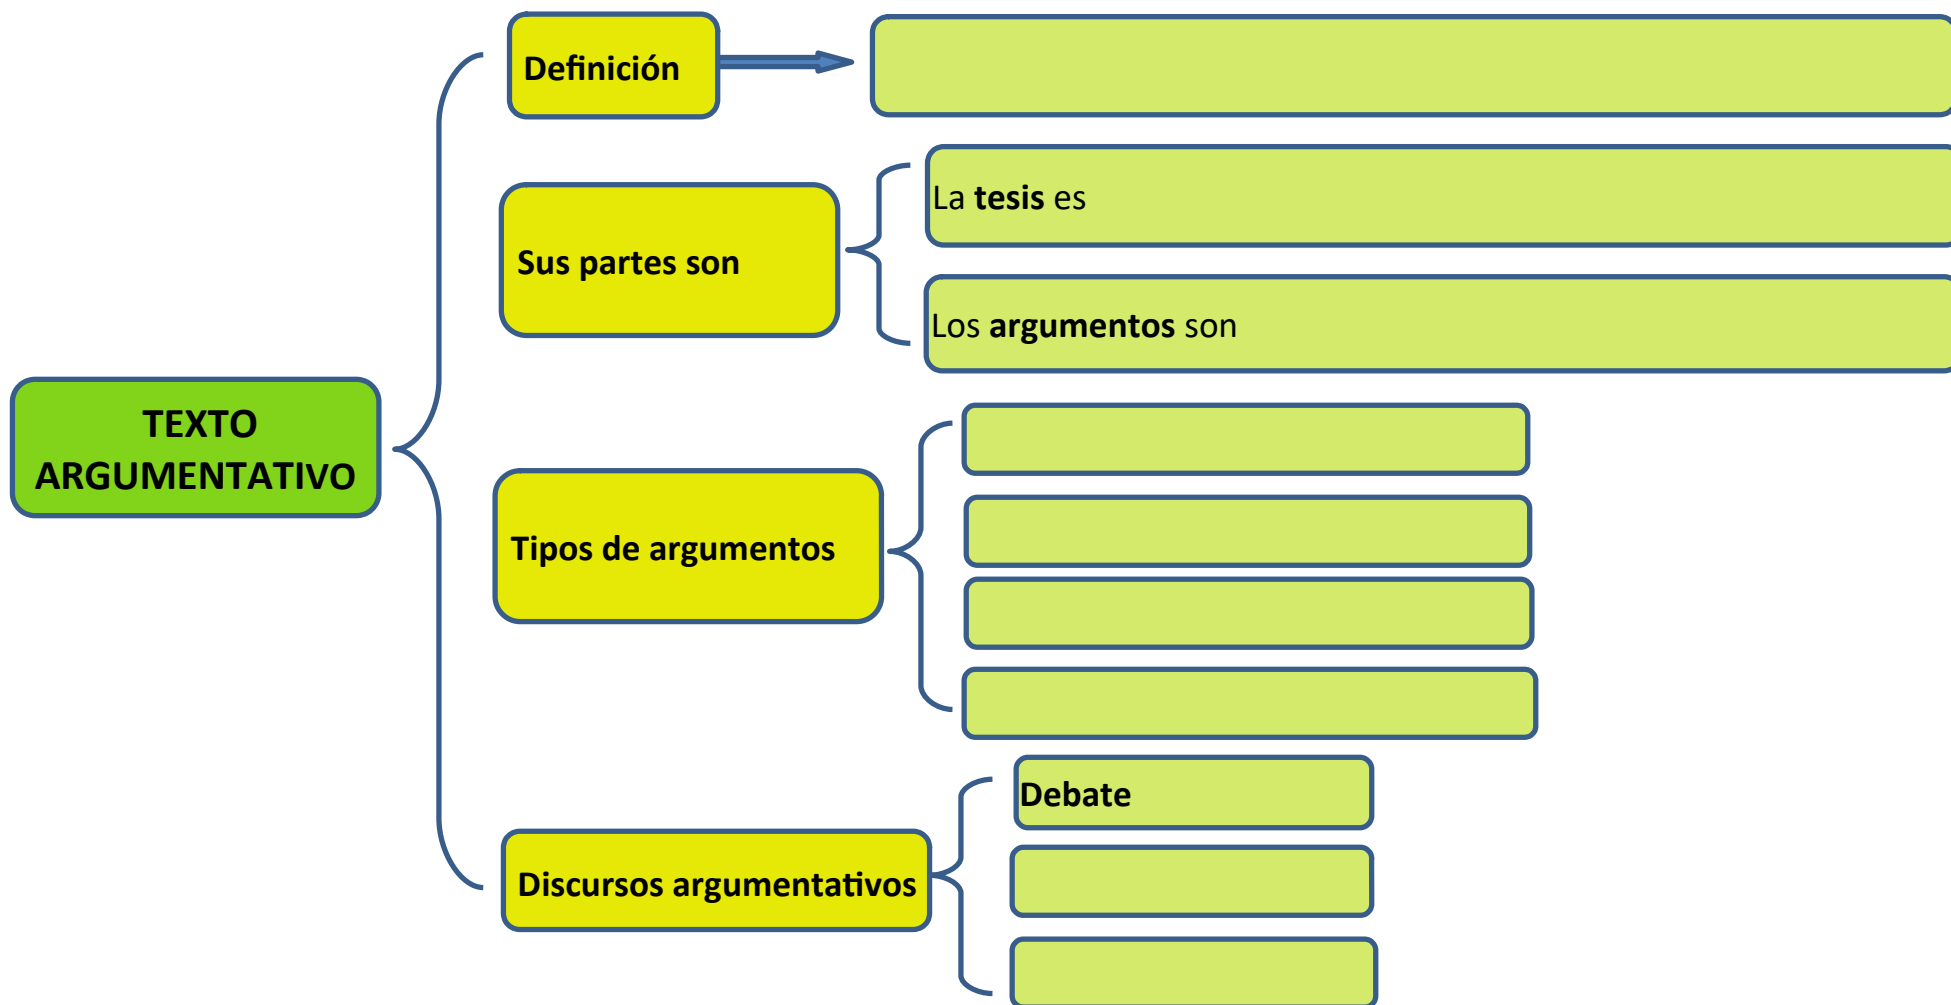 Definición
Sus partes son
La tesis es
Los argumentos son
TEXTO
ARGUMENTATIVO
Tipos de argumentos
Discursos argumentativos
Debate